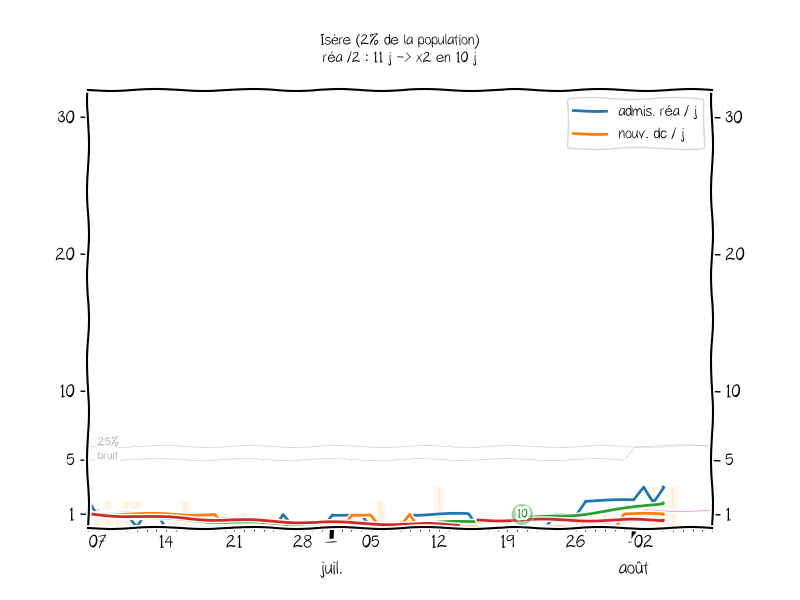 Isère (2% de la population)
réa /2 : 11 j -> x2 en 10 j
admis. réa / j
nouv. dc / j
30
30
20
20
10
10
25%
bruit
5
5
10
1
1
07 14 21 28 05 12 19 26 02
juil. août